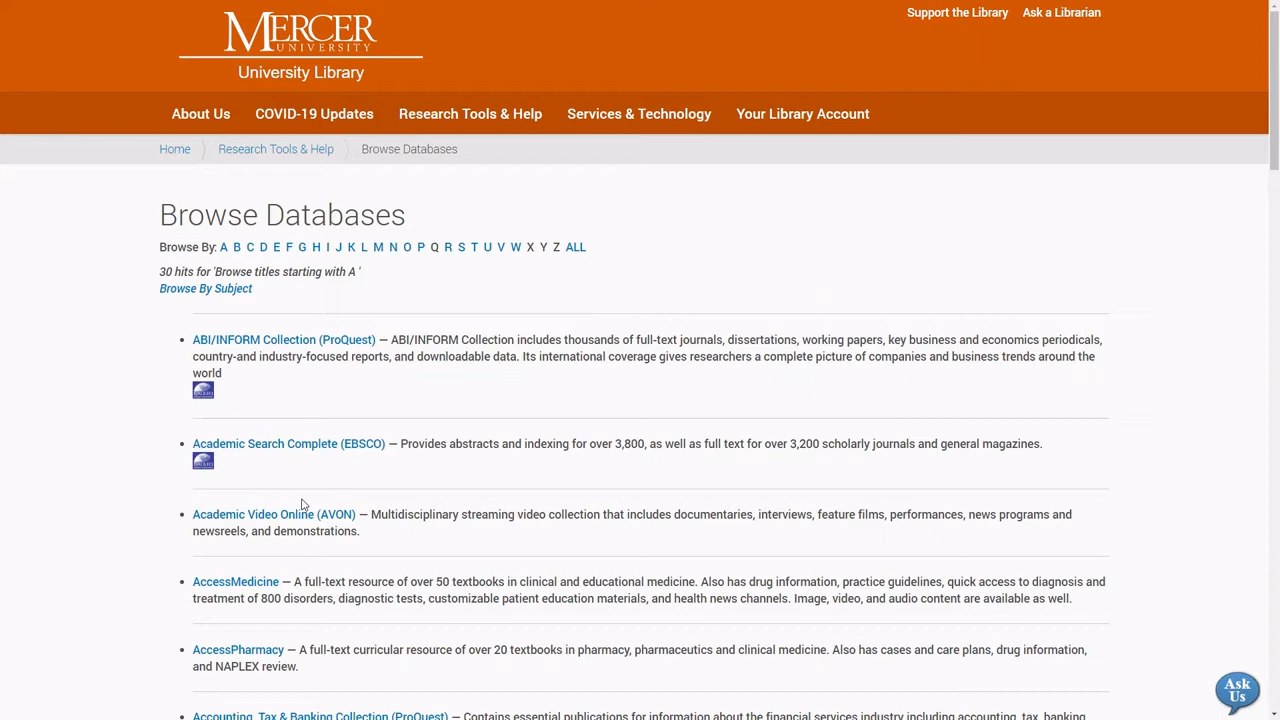 Support the Library Ask a Librarian
MERCER
UNIVERSITY
University Library
About Us COVID-19 Updates Research Tools & Help Services & Technology Your Library Account
Home Research Tools & Help Browse Databases
Browse Databases
Browse By: A B C D E F G H I J K L M N O P Q R S T U V W X Y Z ALL
30 hits for 'Browse titles starting with A '
Browse By Subject
• ABI/INFORM Collection (ProQuest) — ABI/INFORM Collection includes thousands of full-text journals, dissertations, working papers, key business and economics periodicals,
country-and industry-focused reports, and downloadable data. Its international coverage gives researchers a complete picture of companies and business trends around the
world
• Academic Search Complete (EBSCO) — Provides abstracts and indexing for over 3,800, as well as full text for over 3,200 scholarly journals and general magazines.
• Academic Video Online (AVON) — Multidisciplinary streaming video collection that includes documentaries, interviews, feature films, performances, news programs and
newsreels, and demonstrations.
• AccessMedicine — A full-text resource of over 50 textbooks in clinical and educational medicine. Also has drug information, practice guidelines, quick access to diagnosis and
treatment of 800 disorders, diagnostic tests, customizable patient education materials, and health news channels. Image, video, and audio content are available as well.
• AccessPharmacy — A full-text curricular resource of over 20 textbooks in pharmacy, pharmaceutics and clinical medicine. Also has cases and care plans, drug information,
and NAPLEX review.
Ask
Us
Accounting, Tax & Banking Collection (ProQuest) — Contains essential publications for information about the financial services industry including accounting, tax, banking,